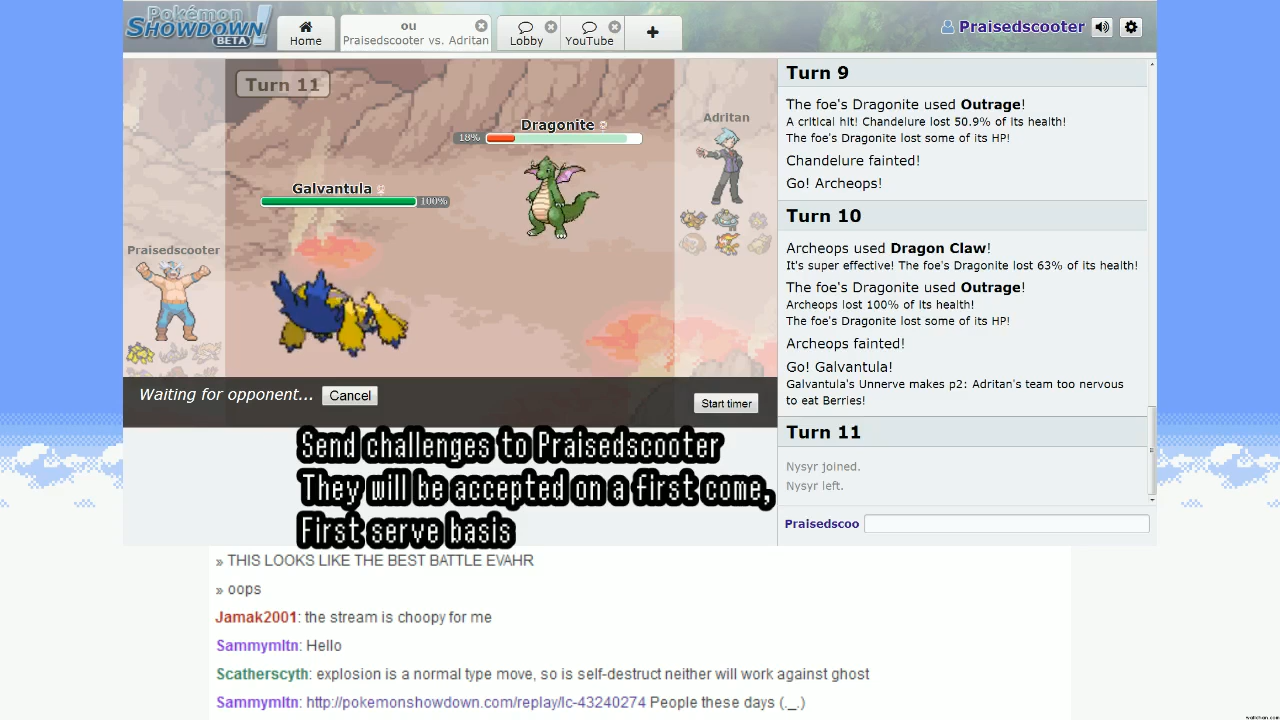 Pokémon
SHOWDOWN!
BETA
Home
ou
Praisedscooter vs. Adritan
Lobby
YouTube
+
Praisedscooter
Turn 11
Dragonite
18%
Galvantula
100%
Adritan
Praisedscooter
Waiting for opponent...
Cancel
Start timer
Turn 9
The foe's Dragonite used Outrage!
A critical hit! Chandelure lost 50.9% of its health!
The foe's Dragonite lost some of its HP!
Chandelure fainted!
Go! Archeops!
Turn 10
Archeops used Dragon Claw!
It's super effective! The foe's Dragonite lost 63% of its health!
The foe's Dragonite used Outrage!
Archeops lost 100% of its health!
The foe's Dragonite lost some of its HP!
Archeops fainted!
Go! Galvantula!
Galvantula's Unnerve makes p2: Adritan's team too nervous
to eat Berries!
Turn 11
Nysyr joined.
Nysyr left.
Praisedscoo
Send challenges to Praisedscooter
They will be accepted on a first come,
First serve basis
» THIS LOOKS LIKE THE BEST BATTLE EVAHR
» oops
Jamak2001: the stream is choopy for me
Sammymltn: Hello
Scatherscyth: explosion is a normal type move, so is self-destruct neither will work against ghost
Sammymltn: http://pokemonshowdown.com/replay/lc-43240274 People these days (._.)
wallchan.com